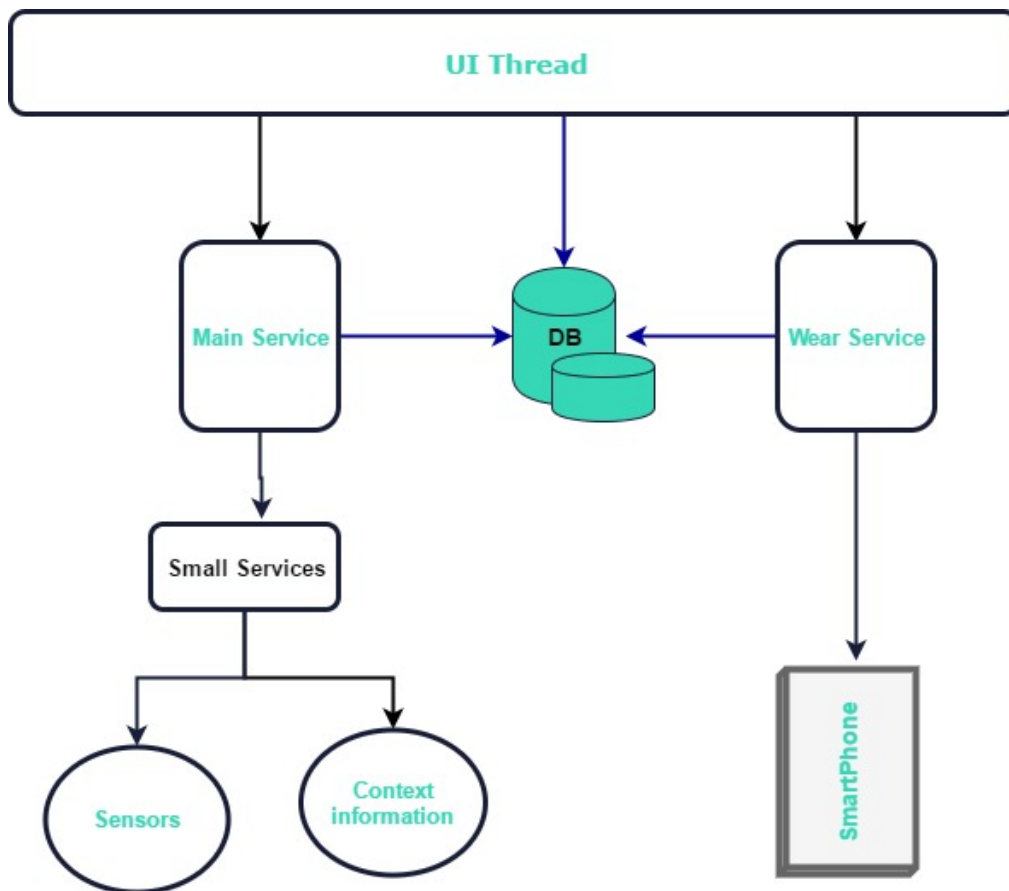 UI Thread
Main Service
DB
Wear Service
Small Services
Sensors
Context
information
SmartPhone